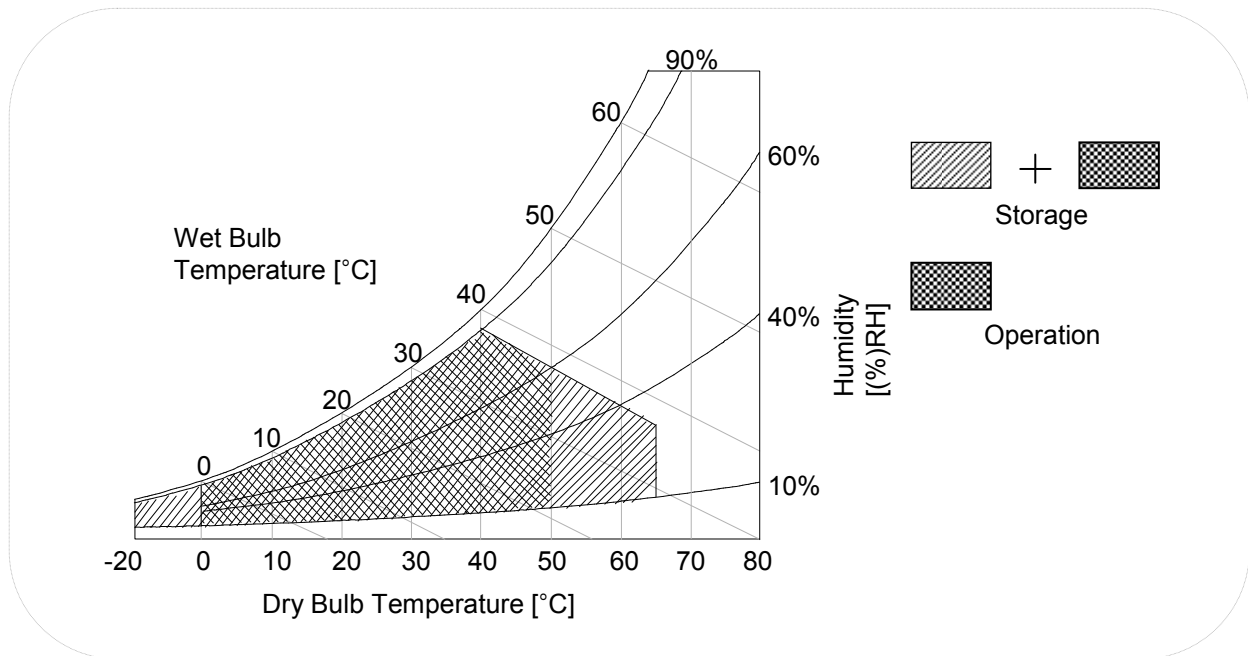 90%
60
60%
50
Wet Bulb
Temperature [°C]
40
40%
30
20
10
0
10%
-20 0 10 20 30 40 50 60 70 80
Dry Bulb Temperature [°C]
Humidity
[(%)RH]
+
Storage
Operation